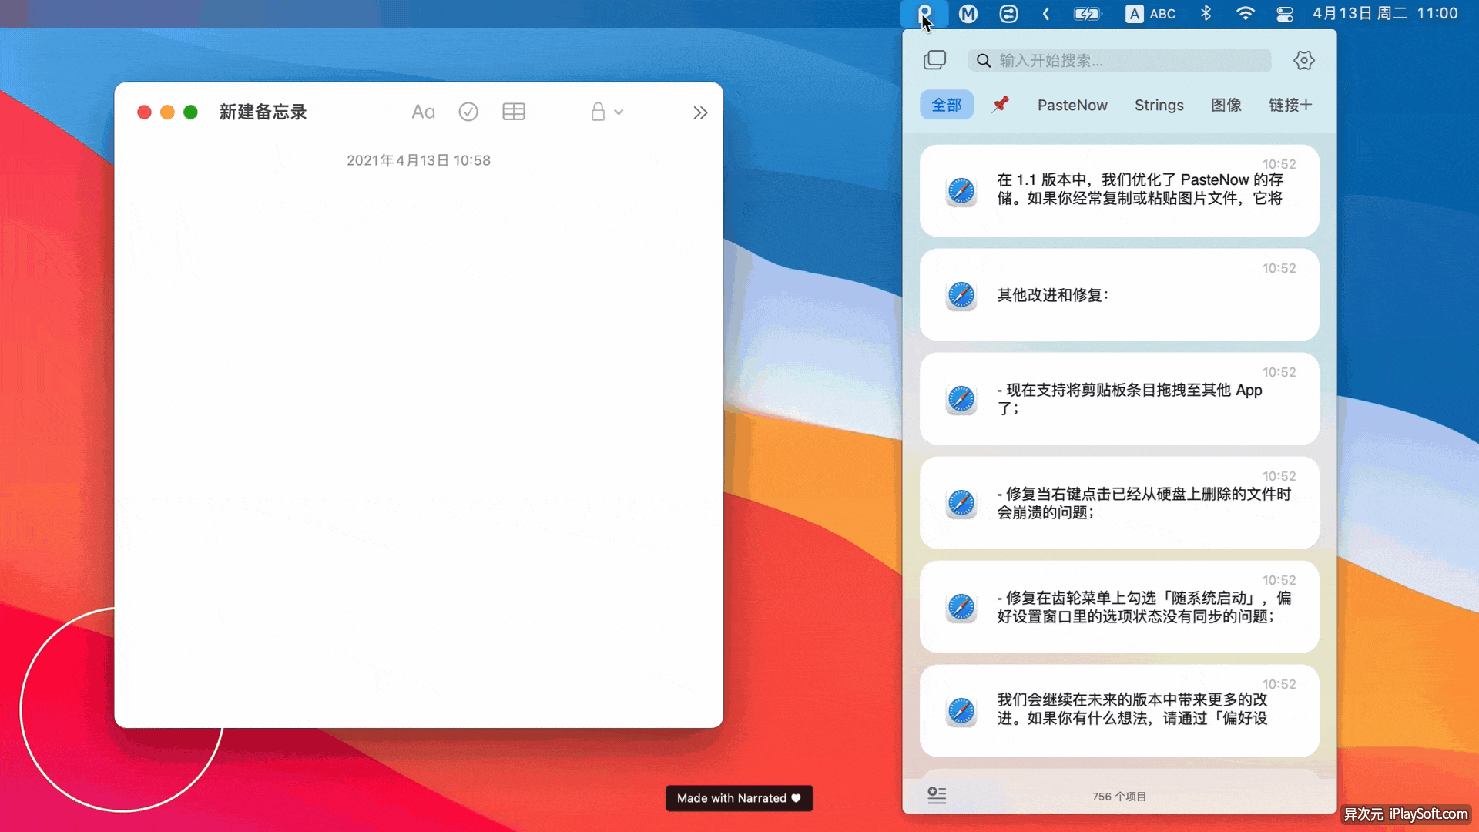 A ABC 4月13日 周二 11:00
新建备忘录
Aa
2021年4月13日 10:58
输入开始搜索...
全部 PasteNow Strings 图像 链接
10:52
在 1.1 版本中，我们优化了 PasteNow 的存
储。如果你经常复制或粘贴图片文件，它将
10:52
其他改进和修复：
10:52
- 现在支持将剪贴板条目拖拽至其他 App
了；
10:52
- 修复当右键点击已经从硬盘上删除的文件时
会崩溃的问题；
10:52
- 修复在齿轮菜单上勾选「随系统启动」，偏
好设置窗口里的选项状态没有同步的问题；
10:52
我们会继续在未来的版本中带来更多的改
进。如果你有什么想法，请通过「偏好设
756 个项目
Made with Narrated ♥
异次元 iPlaySoft.com